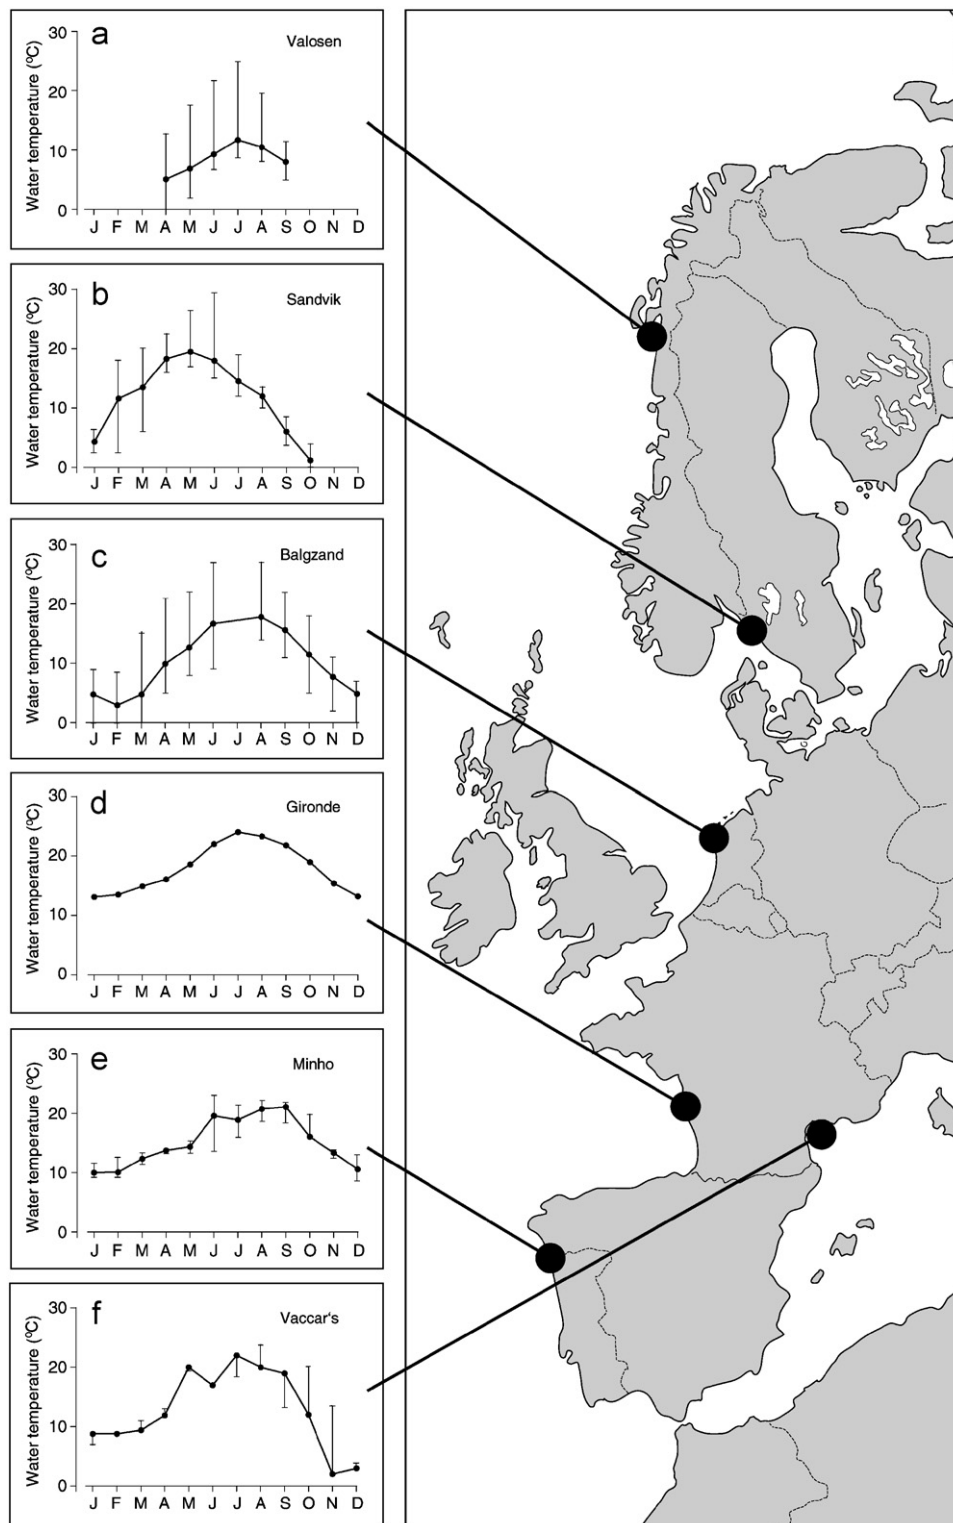 a
Valosen
Water temperature (ºC)
30
20
10
0
J F M A M J J A S O N D
b
Sandvik
Water temperature (ºC)
30
20
10
0
J F M A M J J A S O N D
c
Balgzand
Water temperature (ºC)
30
20
10
0
J F M A M J J A S O N D
d
Gironde
Water temperature (ºC)
30
20
10
0
J F M A M J J A S O N D
e
Minho
Water temperature (ºC)
30
20
10
0
J F M A M J J A S O N D
f
Vaccar‘s
Water temperature (ºC)
30
20
10
0
J F M A M J J A S O N D